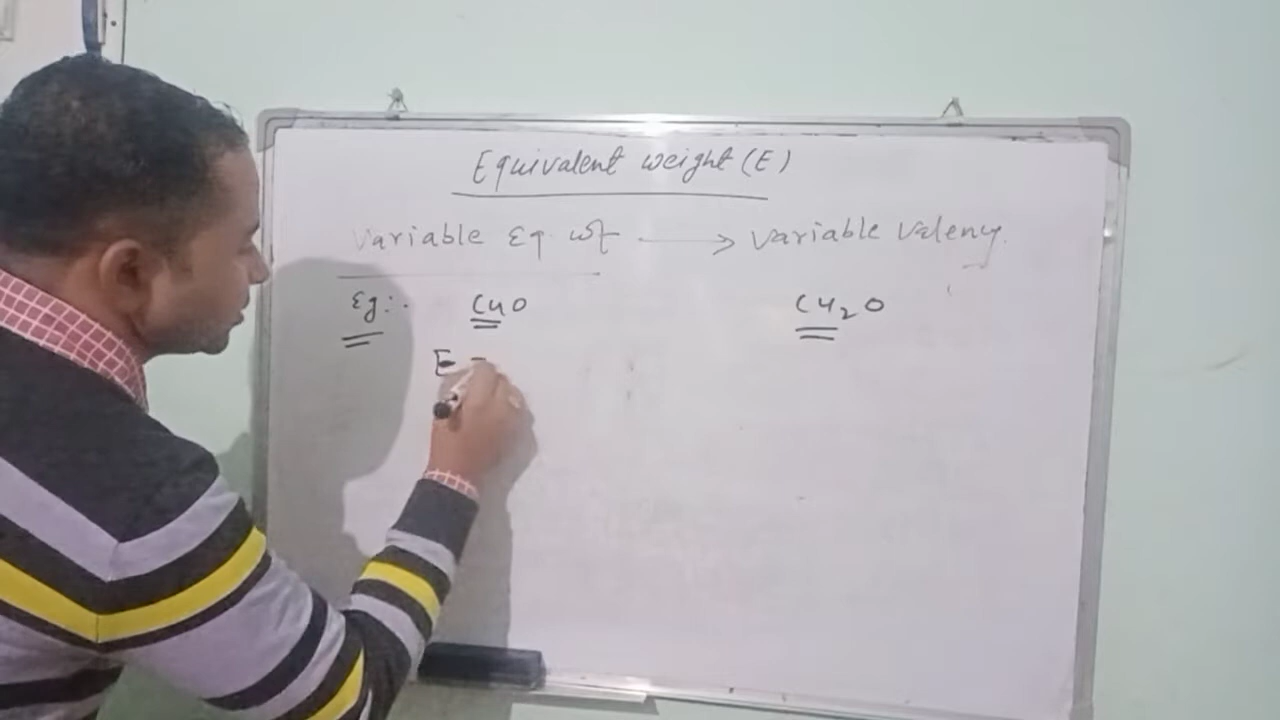 Equivalent weight (E)
Variable Eq. wt → Variable Valency.
Eg:. CuO Cu₂O
E =